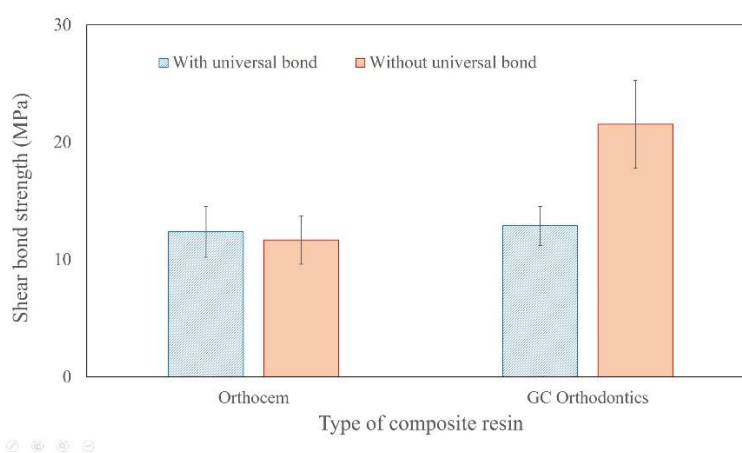 30
With universal bond
Without universal bond
20
10
0
Shear bond strength (MPa)
Orthocem
GC Orthodontics
Type of composite resin